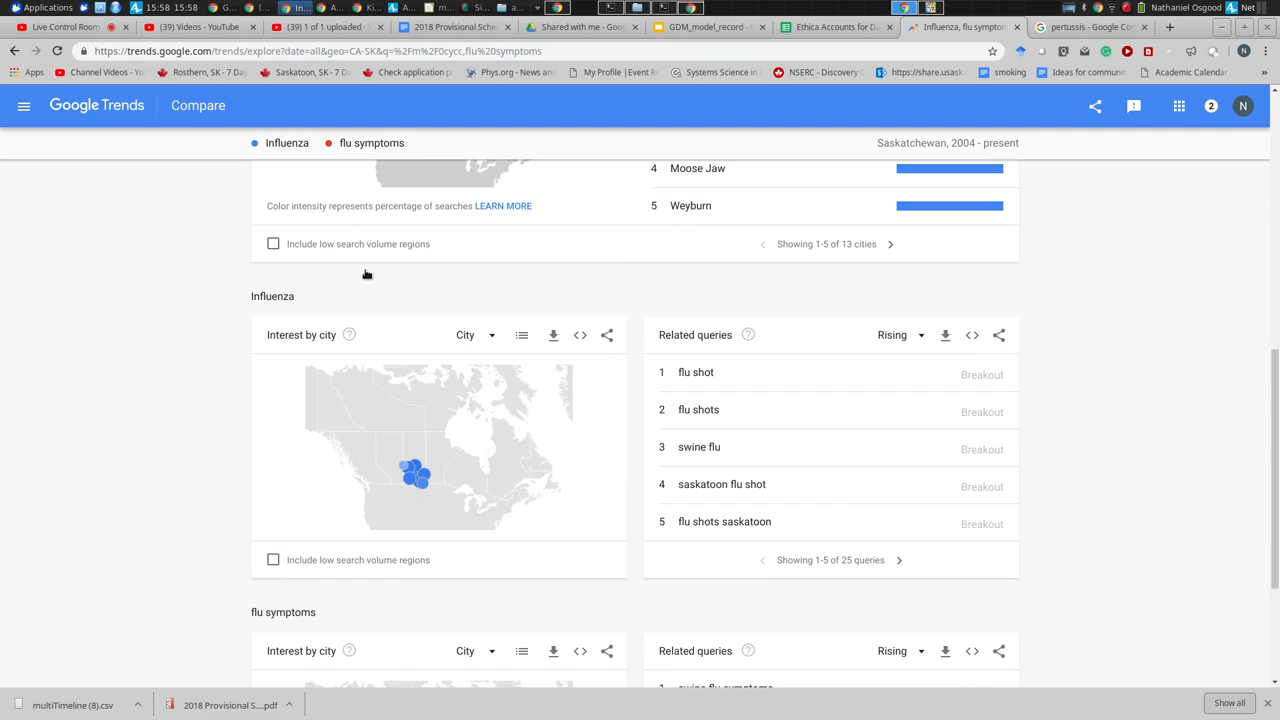 Applications 15:58 15:58 Nathaniel Osgood Net
Live Control Room (39) Videos - YouTube (39) 1 of 1 uploaded - 2018 Provisional Sche Shared with me - Goog GDM_model_record - G Ethica Accounts for Da Influenza, flu symptom pertussis - Google Con
https://trends.google.com/trends/explore?date=all&geo=CA-SK&q=%2Fm%2F0cycc,flu%20symptoms
Apps Channel Videos - Yo Rosthern, SK - 7 Day Saskatoon, SK - 7 D Check application p Phys.org - News and My Profile |Event R Systems Science in NSERC - Discovery G https://share.usask. smoking Ideas for communic Academic Calendar
Google Trends Compare 2 N
Influenza flu symptoms Saskatchewan, 2004 - present
4 Moose Jaw
Color intensity represents percentage of searches LEARN MORE
5 Weyburn
Include low search volume regions
Showing 1-5 of 13 cities
Influenza
Interest by city City
Related queries Rising
1 flu shot Breakout
2 flu shots Breakout
3 swine flu Breakout
4 saskatoon flu shot Breakout
5 flu shots saskatoon Breakout
Include low search volume regions
Showing 1-5 of 25 queries
flu symptoms
Interest by city City
Related queries Rising
1 swine flu symptoms
multiTimeline (8).csv 2018 Provisional S....pdf Show all